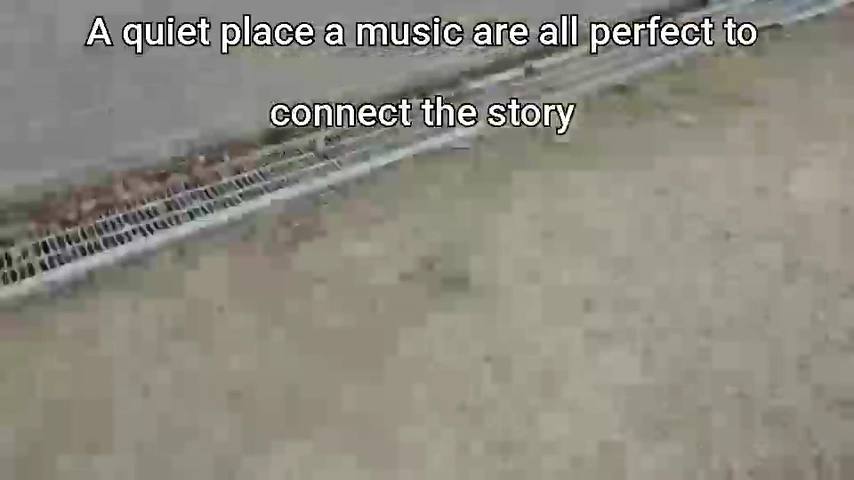 A quiet place a music are all perfect to
connect the story